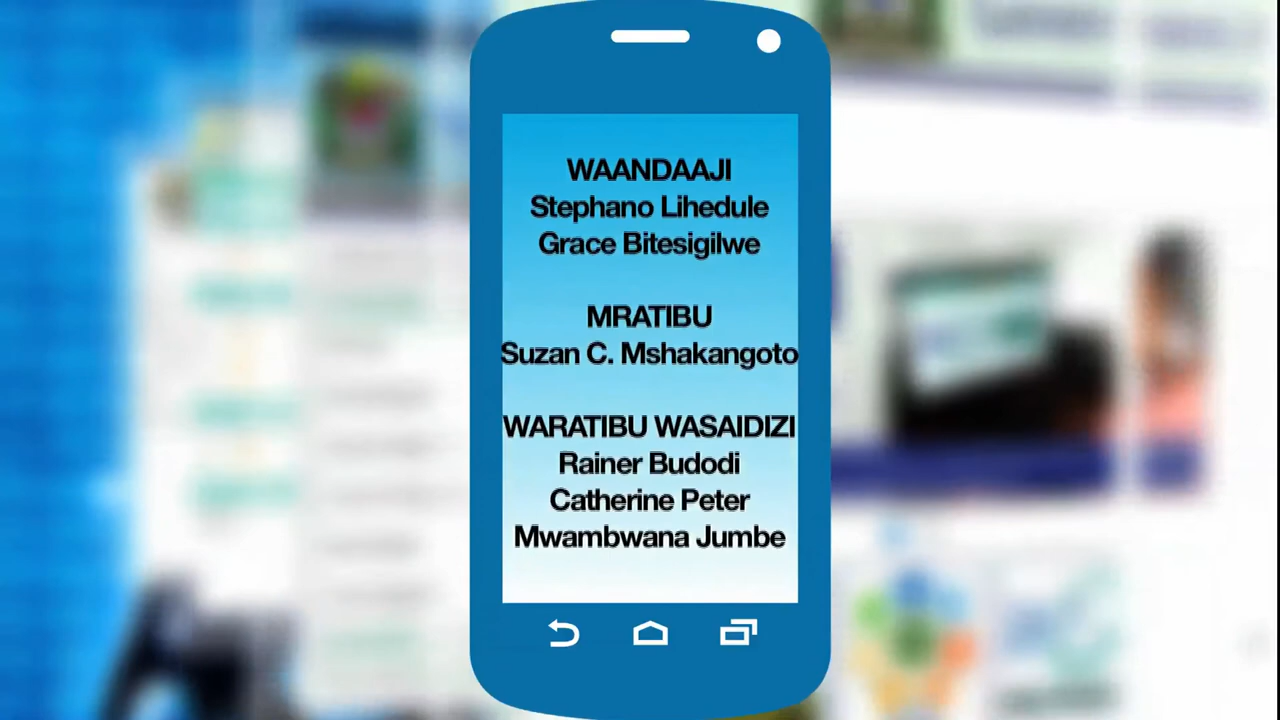 WAANDAAJI
Stephano Lihedule
Grace Bitesigilwe
MRATIBU
Suzan C. Mshakangoto
WARATIBU WASAIDIZI
Rainer Budodi
Catherine Peter
Mwambwana Jumbe